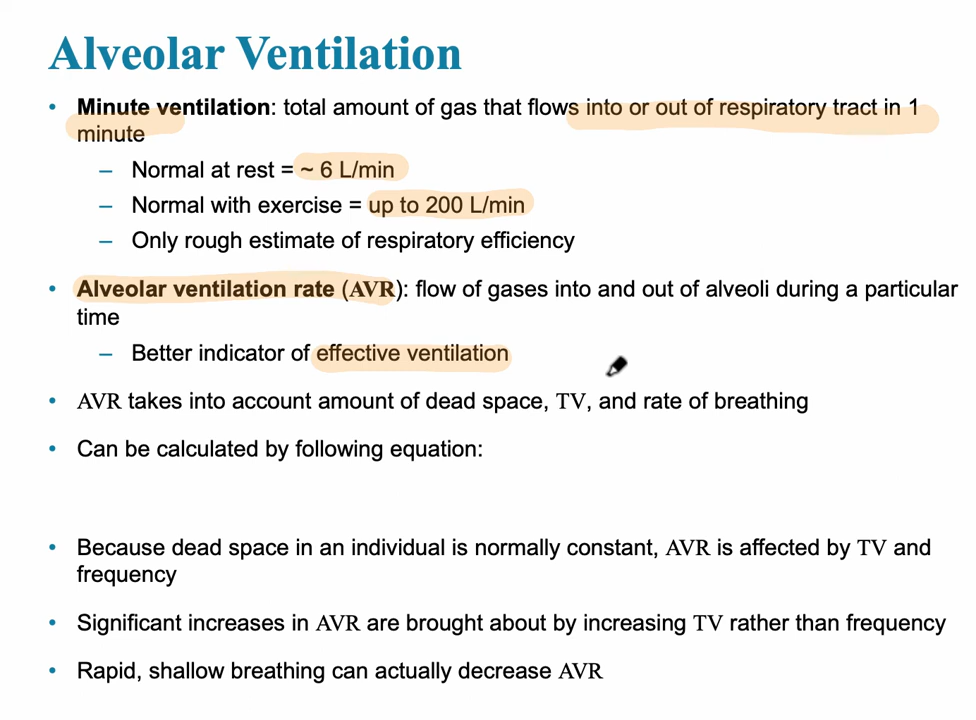 Alveolar Ventilation
• Minute ventilation: total amount of gas that flows into or out of respiratory tract in 1
minute
– Normal at rest = ~ 6 L/min
– Normal with exercise = up to 200 L/min
– Only rough estimate of respiratory efficiency
• Alveolar ventilation rate (AVR): flow of gases into and out of alveoli during a particular
time
– Better indicator of effective ventilation
• AVR takes into account amount of dead space, TV, and rate of breathing
• Can be calculated by following equation:
• Because dead space in an individual is normally constant, AVR is affected by TV and
frequency
• Significant increases in AVR are brought about by increasing TV rather than frequency
• Rapid, shallow breathing can actually decrease AVR